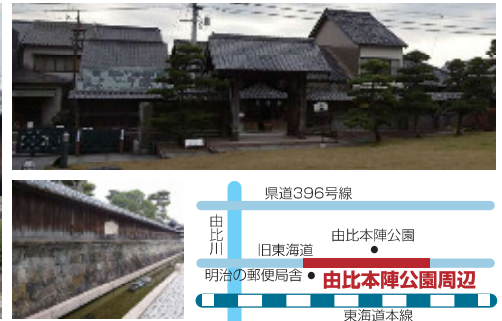 県道396号線
由比川
由比本陣公園
旧東海道
明治の郵便局舎
由比本陣公園周辺
東海道本線